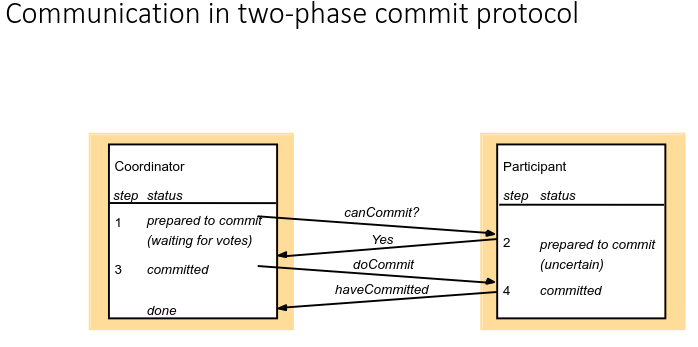 Communication in two-phase commit protocol
Coordinator
step status
1 prepared to commit
(waiting for votes)
3 committed
done
canCommit?
Yes
doCommit
haveCommitted
Participant
step status
2 prepared to commit
(uncertain)
4 committed